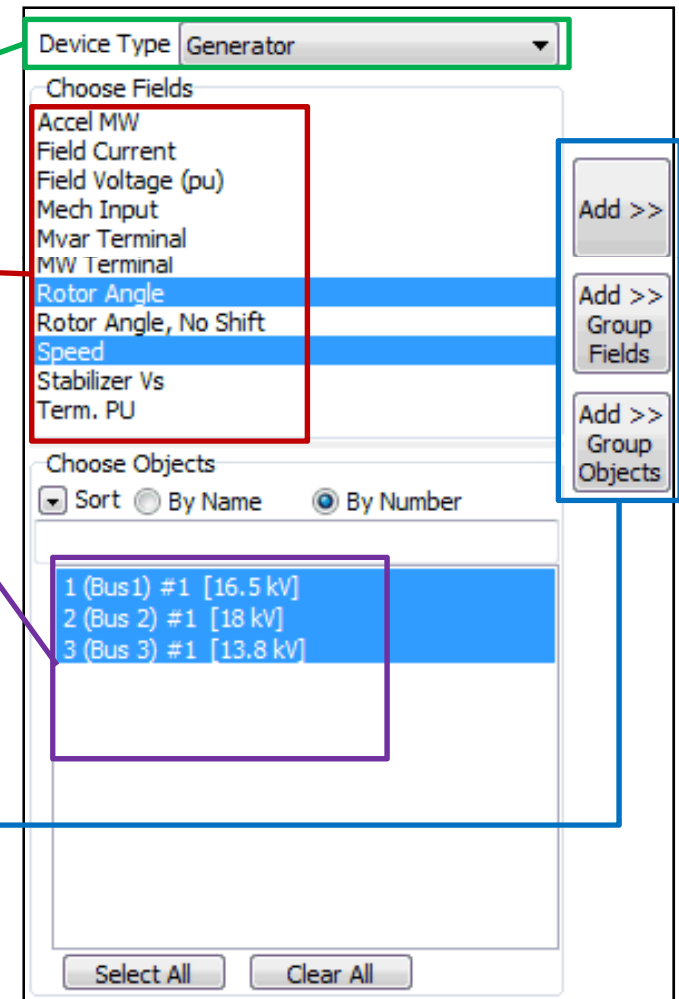 Device Type Generator
Choose Fields
Accel MW
Field Current
Field Voltage (pu)
Mech Input
Mvar Terminal
MW Terminal
Rotor Angle
Rotor Angle, No Shift
Speed
Stabilizer Vs
Term. PU
Add >>
Add >>
Group
Fields
Add >>
Group
Objects
Choose Objects
Sort By Name By Number
1 (Bus1) #1 [16.5 kV]
2 (Bus 2) #1 [18 kV]
3 (Bus 3) #1 [13.8 kV]
Select All Clear All